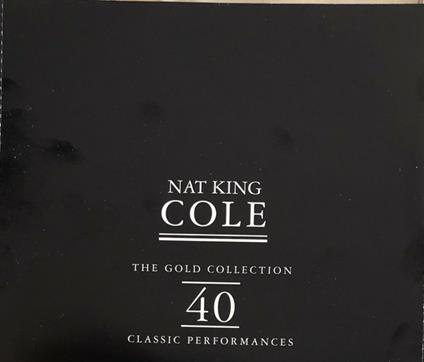 NAT KING
COLE
THE GOLD COLLECTION
40
CLASSIC PERFORMANCES